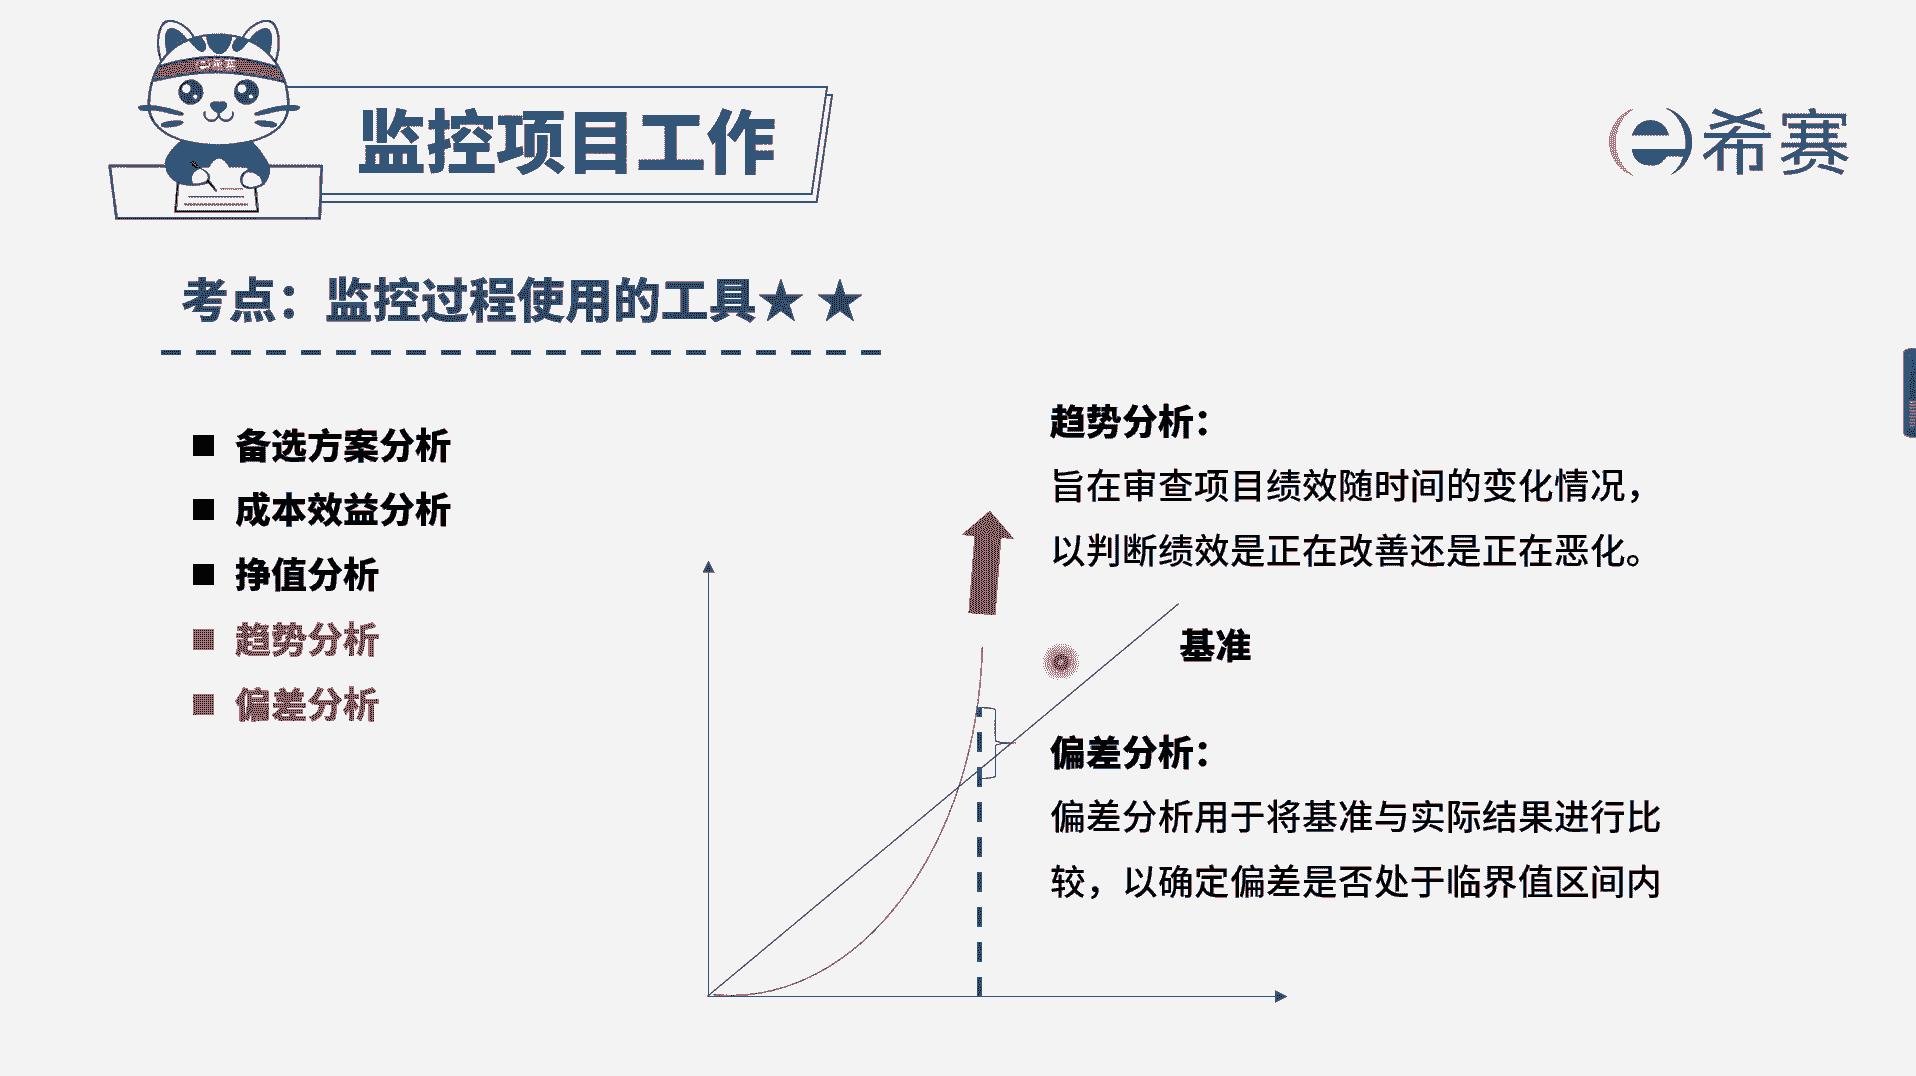 监控项目工作
希赛
考点：监控过程使用的工具★ ★
■ 备选方案分析
■ 成本效益分析
■ 挣值分析
■ 趋势分析
■ 偏差分析
趋势分析：
旨在审查项目绩效随时间的变化情况，
以判断绩效是正在改善还是正在恶化。
基准
偏差分析：
偏差分析用于将基准与实际结果进行比
较，以确定偏差是否处于临界值区间内